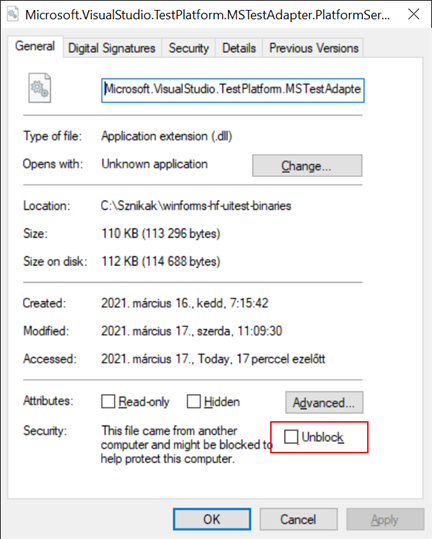 Microsoft.VisualStudio.TestPlatform.MSTestAdapter.PlatformSer...
General Digital Signatures Security Details Previous Versions
Microsoft.VisualStudio.TestPlatform.MSTestAdapte
Type of file: Application extension (.dll)
Opens with: Unknown application Change...
Location: C:\Sznikak\winforms-hf-uitest-binaries
Size: 110 KB (113 296 bytes)
Size on disk: 112 KB (114 688 bytes)
Created: 2021. március 16., kedd, 7:15:42
Modified: 2021. március 17., szerda, 11:09:30
Accessed: 2021. március 17., Today, 17 perccel ezelőtt
Attributes: Read-only Hidden Advanced...
Security: This file came from another
computer and might be blocked to
help protect this computer.
Unblock
OK Cancel Apply